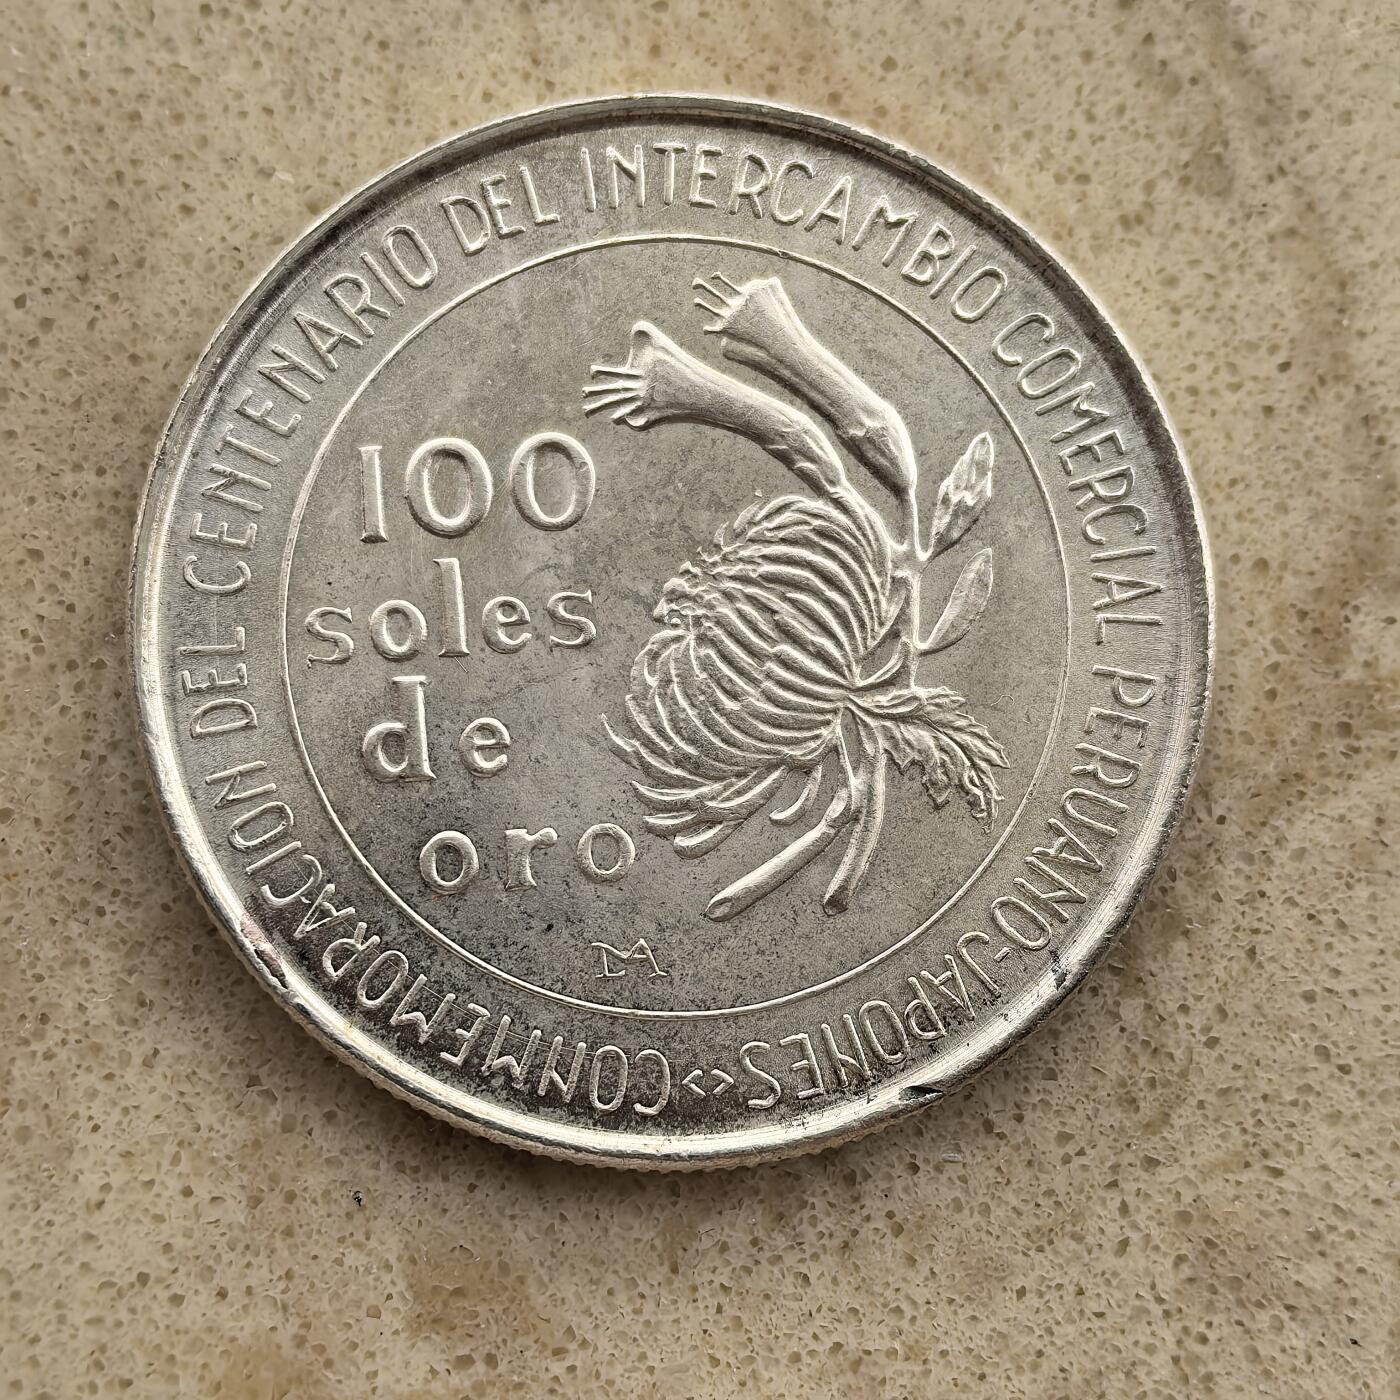 CONMEMORACION DEL CENTENARIO DEL INTERCAMBIO COMERCIAL PERUANO-JAPONES
100
soles
de
oro